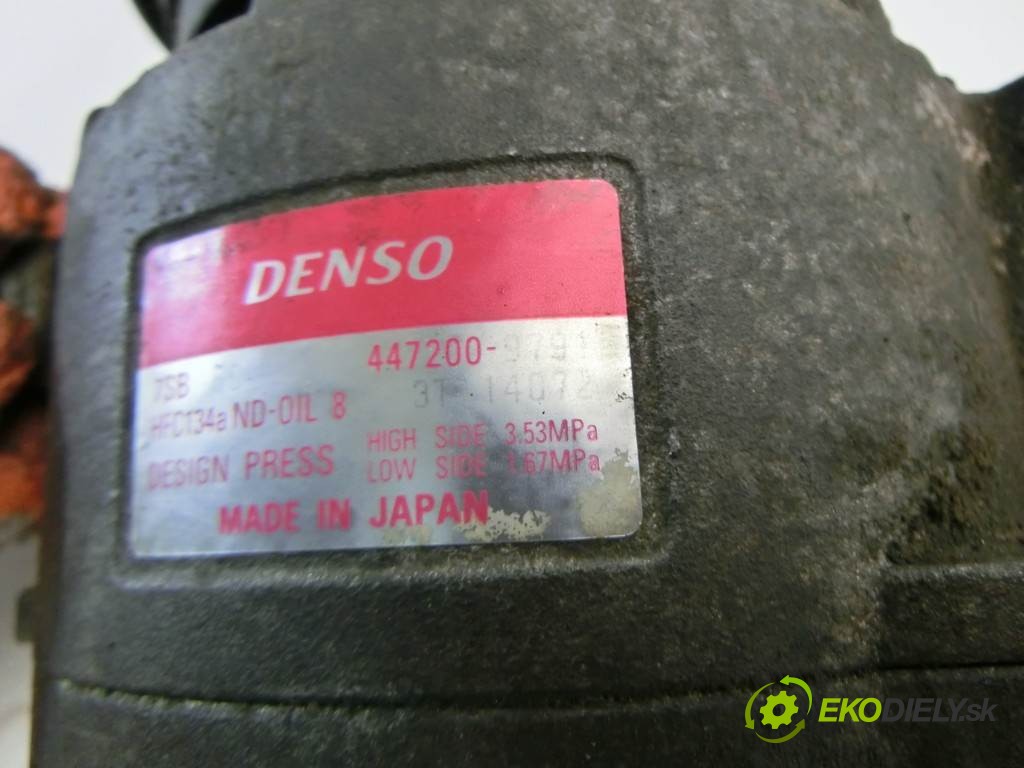 DENSO
447200-9791
7SB
HFC134a ND-OIL 8
DESIGN PRESS HIGH SIDE 3.53MPa
LOW SIDE 1.67MPa
MADE IN JAPAN
EKODIELY.sk